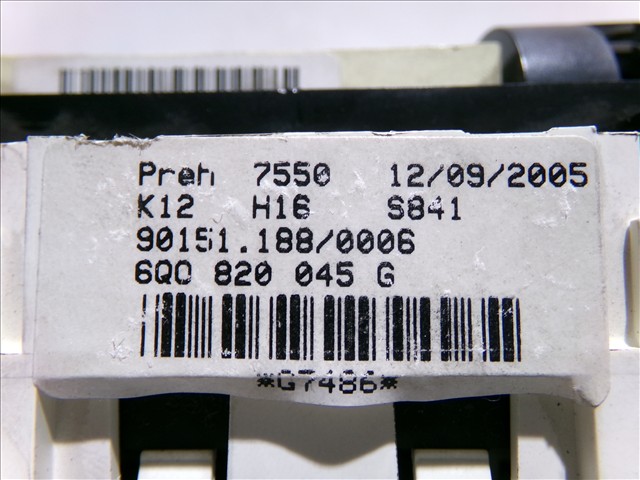 Preh 7550 12/09/2005
K12 H16 S841
90151.188/0006
6Q0 820 045 G
*G7486*